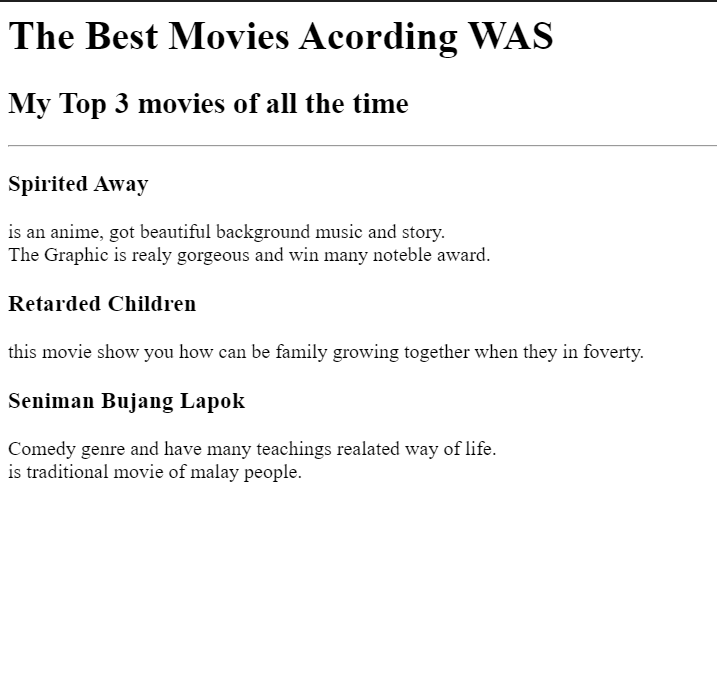 The Best Movies Acording WAS
My Top 3 movies of all the time
Spirited Away
is an anime, got beautiful background music and story.
The Graphic is realy gorgeous and win many noteble award.
Retarded Children
this movie show you how can be family growing together when they in foverty.
Seniman Bujang Lapok
Comedy genre and have many teachings realated way of life.
is traditional movie of malay people.